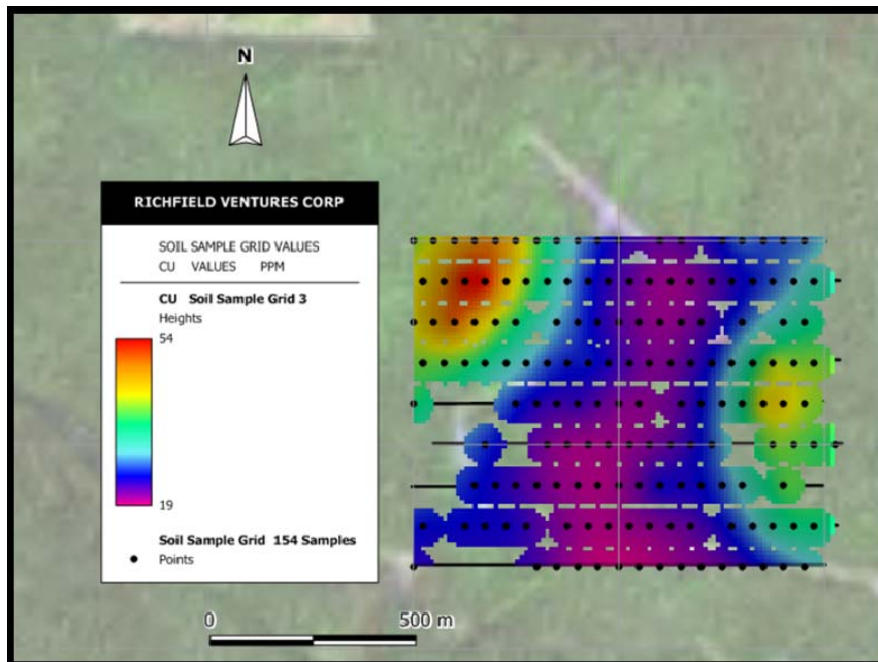 N
RICHFIELD VENTURES CORP
SOIL SAMPLE GRID VALUES
CU VALUES PPM
CU Soil Sample Grid 3
Heights
54
19
Soil Sample Grid 154 Samples
Points
0 500 m